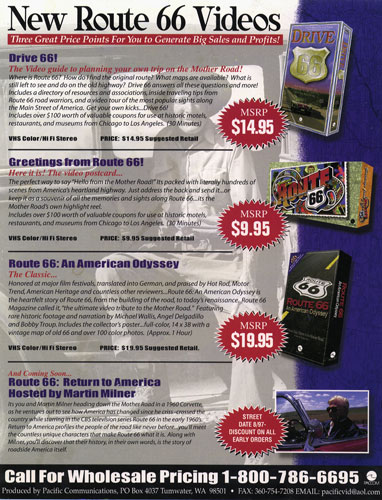 New Route 66 Videos
Three Great Price Points For You to Generate Big Sales and Profits!
Drive 66!
The Video guide to planning your own trip on the Mother Road!
Where is Route 66? How do I find the original route? What maps are available? What is
still left to see and do on the old highway? Drive 66 answers all these questions and more!
Includes a directory of resources and associations, inside traveling tips from
Route 66 road warriors, and a video tour of the most popular sights along
the Main Street of America. Get your own kicks...Drive 66!
Includes over $100 worth of valuable coupons for use at historic motels,
restaurants, and museums from Chicago to Los Angeles. (30 Minutes)
VHS Color/Hi Fi Stereo PRICE: $14.95 Suggested Retail
MSRP
$14.95
DRIVE
66
Greetings from Route 66!
Here it is! The video postcard...
The perfect way to say "Hello from the Mother Road!" Its packed with literally hundreds of
scenes from America's heartland highway. Just address the back and send it...or
keep it as a souvenir of all the memories and sights along Route 66...its the
Mother Road's own highlight reel.
Includes over $100 worth of valuable coupons for use at historic motels,
restaurants, and museums from Chicago to Los Angeles. (30 Minutes)
VHS Color/Hi Fi Stereo PRICE: $9.95 Suggested Retail
MSRP
$9.95
ROUTE
66
Route 66: An American Odyssey
The Classic...
Honored at major film festivals, translated into German, and praised by Hot Rod, Motor
Trend, American Heritage and countless other reviewers...Route 66: An American Odyssey is
the heartfelt story of Route 66, from the building of the road, to today's renaissance. Route 66
Magazine called it, "the ultimate video tribute to the Mother Road." Featuring
rare historic footage and narration by Michael Wallis, Angel Delgadillo
and Bobby Troup. Includes the collector's poster...full-color, 14 x 38 with a
vintage map of old 66 and over 100 color photos. (Approx. 1 Hour)
VHS Color/Hi Fi Stereo PRICE: $19.95 Suggested Retail.
MSRP
$19.95
ROUTE 66
An American Odyssey
And Coming Soon...
Route 66: Return to America
Hosted by Martin Milner
As you and Martin Milner heading down the Mother Road in a 1960 Corvette,
as he ventures out to see how America has changed since he criss-crossed the
country while starring in the CBS television series Route 66 in the early 1960's.
Return to America profiles the people of the road like never before...you'll meet
the countless unique characters that make Route 66 what it is. Along with
Milner, you'll discover their history, in their own words, is the story of
roadside America itself.
STREET
DATE 8/97-
DISCOUNT ON ALL
EARLY ORDERS
Call For Wholesale Pricing 1-800-786-6695
PACCOM
Produced by Pacific Communications, PO Box 4037 Tumwater, WA 98501 FAX: 360-754-7108 EMAIL: pacificvd@aol.com